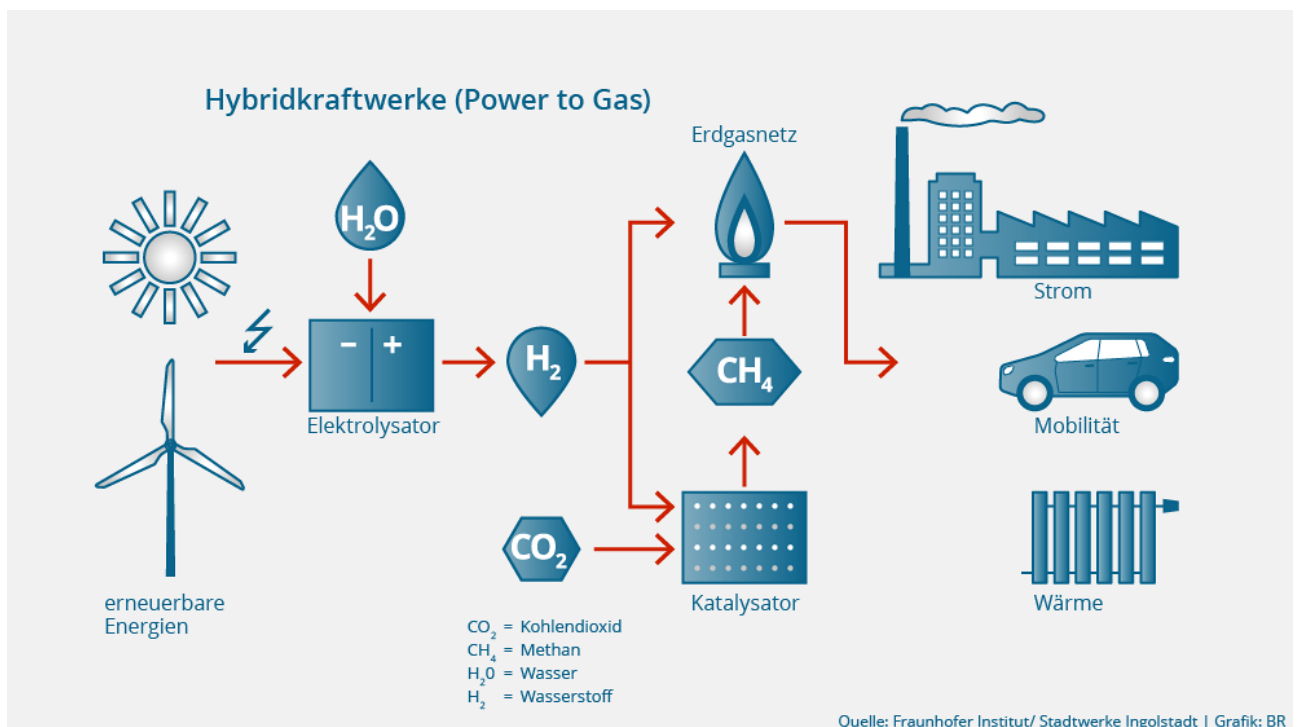 Hybridkraftwerke (Power to Gas)
Erdgasnetz
H₂O
Strom
− +
H₂
CH₄
Elektrolysator
Mobilität
CO₂
erneuerbare
Energien
Katalysator
Wärme
CO₂ = Kohlendioxid
CH₄ = Methan
H₂0 = Wasser
H₂ = Wasserstoff
Quelle: Fraunhofer Institut/ Stadtwerke Ingolstadt | Grafik: BR